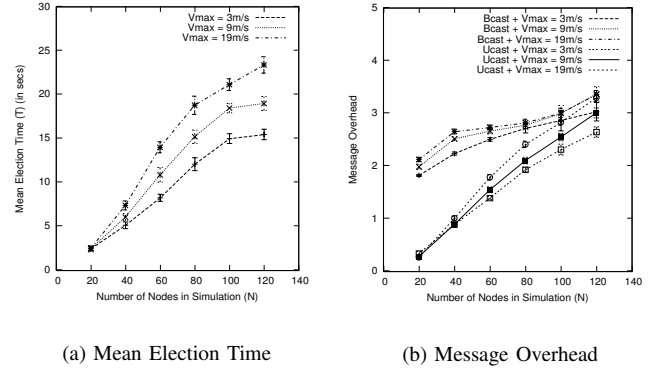 30
25
20
15
10
5
0
Mean Election Time (T) (in secs)
Vmax = 3m/s
Vmax = 9m/s
Vmax = 19m/s
0 20 40 60 80 100 120 140
Number of Nodes in Simulation (N)
(a) Mean Election Time
5
4
3
2
1
0
Message Overhead
Bcast + Vmax = 3m/s
Bcast + Vmax = 9m/s
Bcast + Vmax = 19m/s
Ucast + Vmax = 3m/s
Ucast + Vmax = 9m/s
Ucast + Vmax = 19m/s
0 20 40 60 80 100 120 140
Number of Nodes in Simulation (N)
(b) Message Overhead